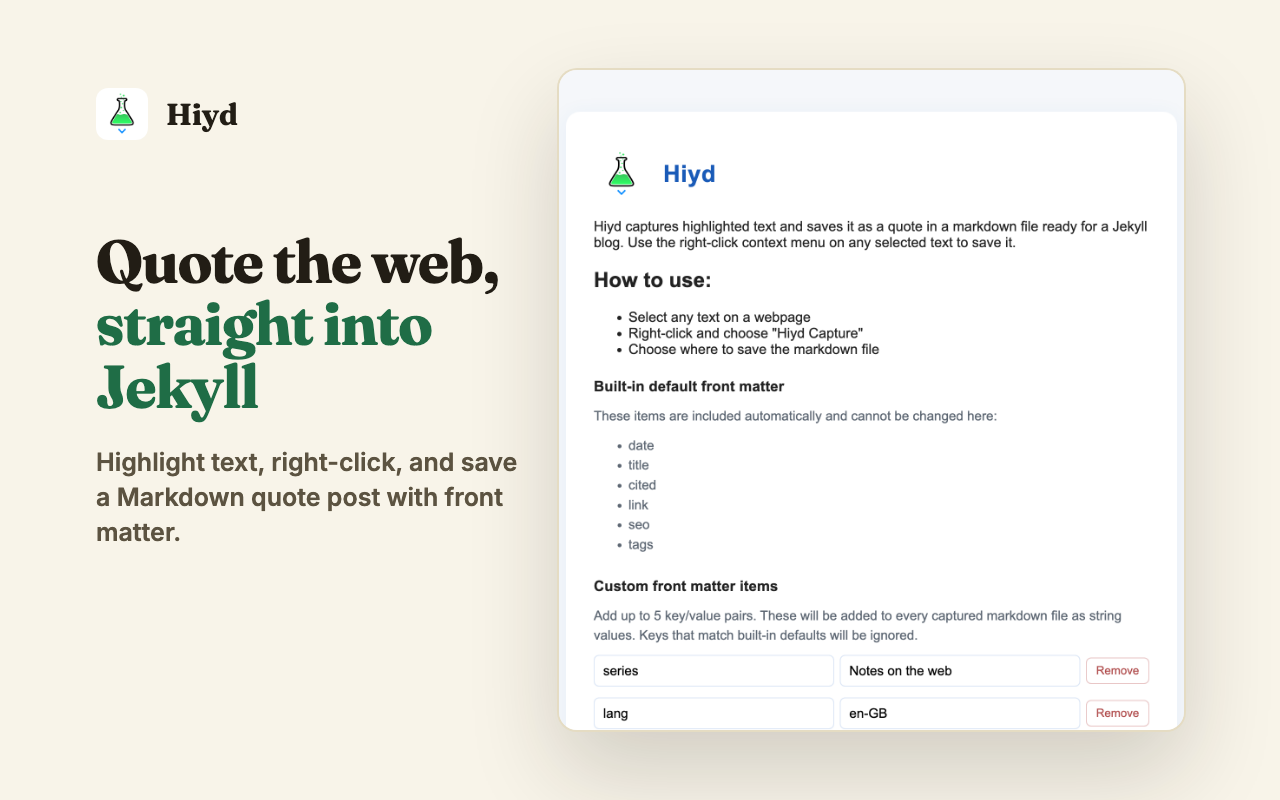 Hiyd
Quote the web,
straight into
Jekyll
Highlight text, right-click, and save
a Markdown quote post with front
matter.
Hiyd
Hiyd captures highlighted text and saves it as a quote in a markdown file ready for a Jekyll
blog. Use the right-click context menu on any selected text to save it.
How to use:
• Select any text on a webpage
• Right-click and choose "Hiyd Capture"
• Choose where to save the markdown file
Built-in default front matter
These items are included automatically and cannot be changed here:
• date
• title
• cited
• link
• seo
• tags
Custom front matter items
Add up to 5 key/value pairs. These will be added to every captured markdown file as string
values. Keys that match built-in defaults will be ignored.
series Notes on the web Remove
lang en-GB Remove